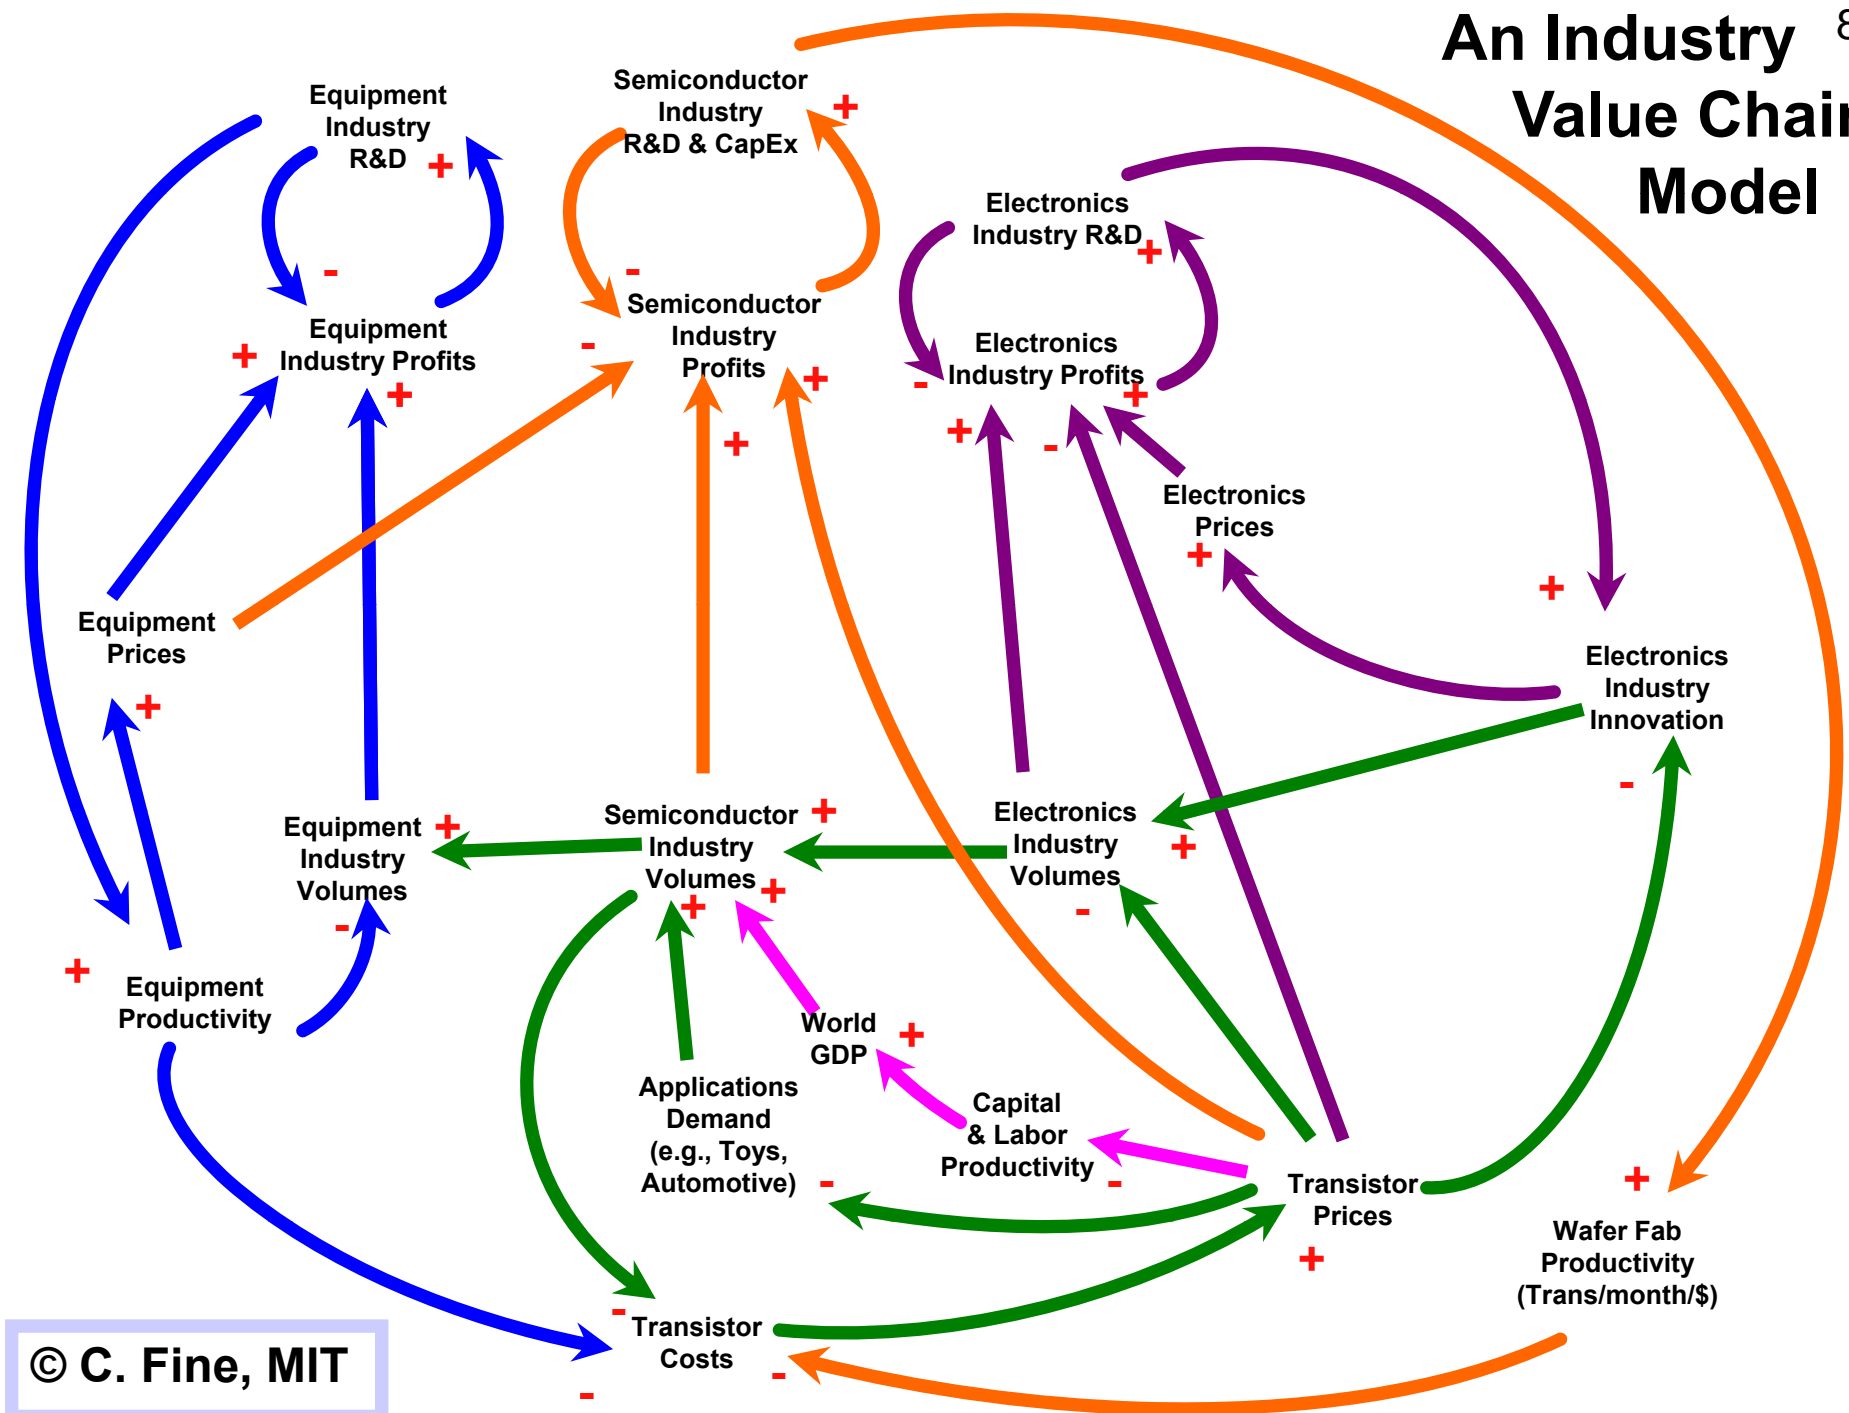 An Industry
Value Chain
Model
8
Equipment
Industry
R&D
+
Semiconductor
Industry
R&D & CapEx
+
Electronics
Industry R&D
+
-
Equipment
Industry Profits
+
+
-
Semiconductor
Industry
Profits
-
+
+
Electronics
Industry Profits
-
+
-
+
Electronics
Prices
+
+
Equipment
Prices
+
Electronics
Industry
Innovation
-
Equipment
Industry
Volumes
+
-
Semiconductor
Industry
Volumes
+
+
+
Electronics
Industry
Volumes
+
-
+
Equipment
Productivity
World
GDP
+
Applications
Demand
(e.g., Toys,
Automotive)
-
Capital
& Labor
Productivity
-
Transistor
Prices
+
+
Wafer Fab
Productivity
(Trans/month/$)
-
Transistor
Costs
-
-
© C. Fine, MIT